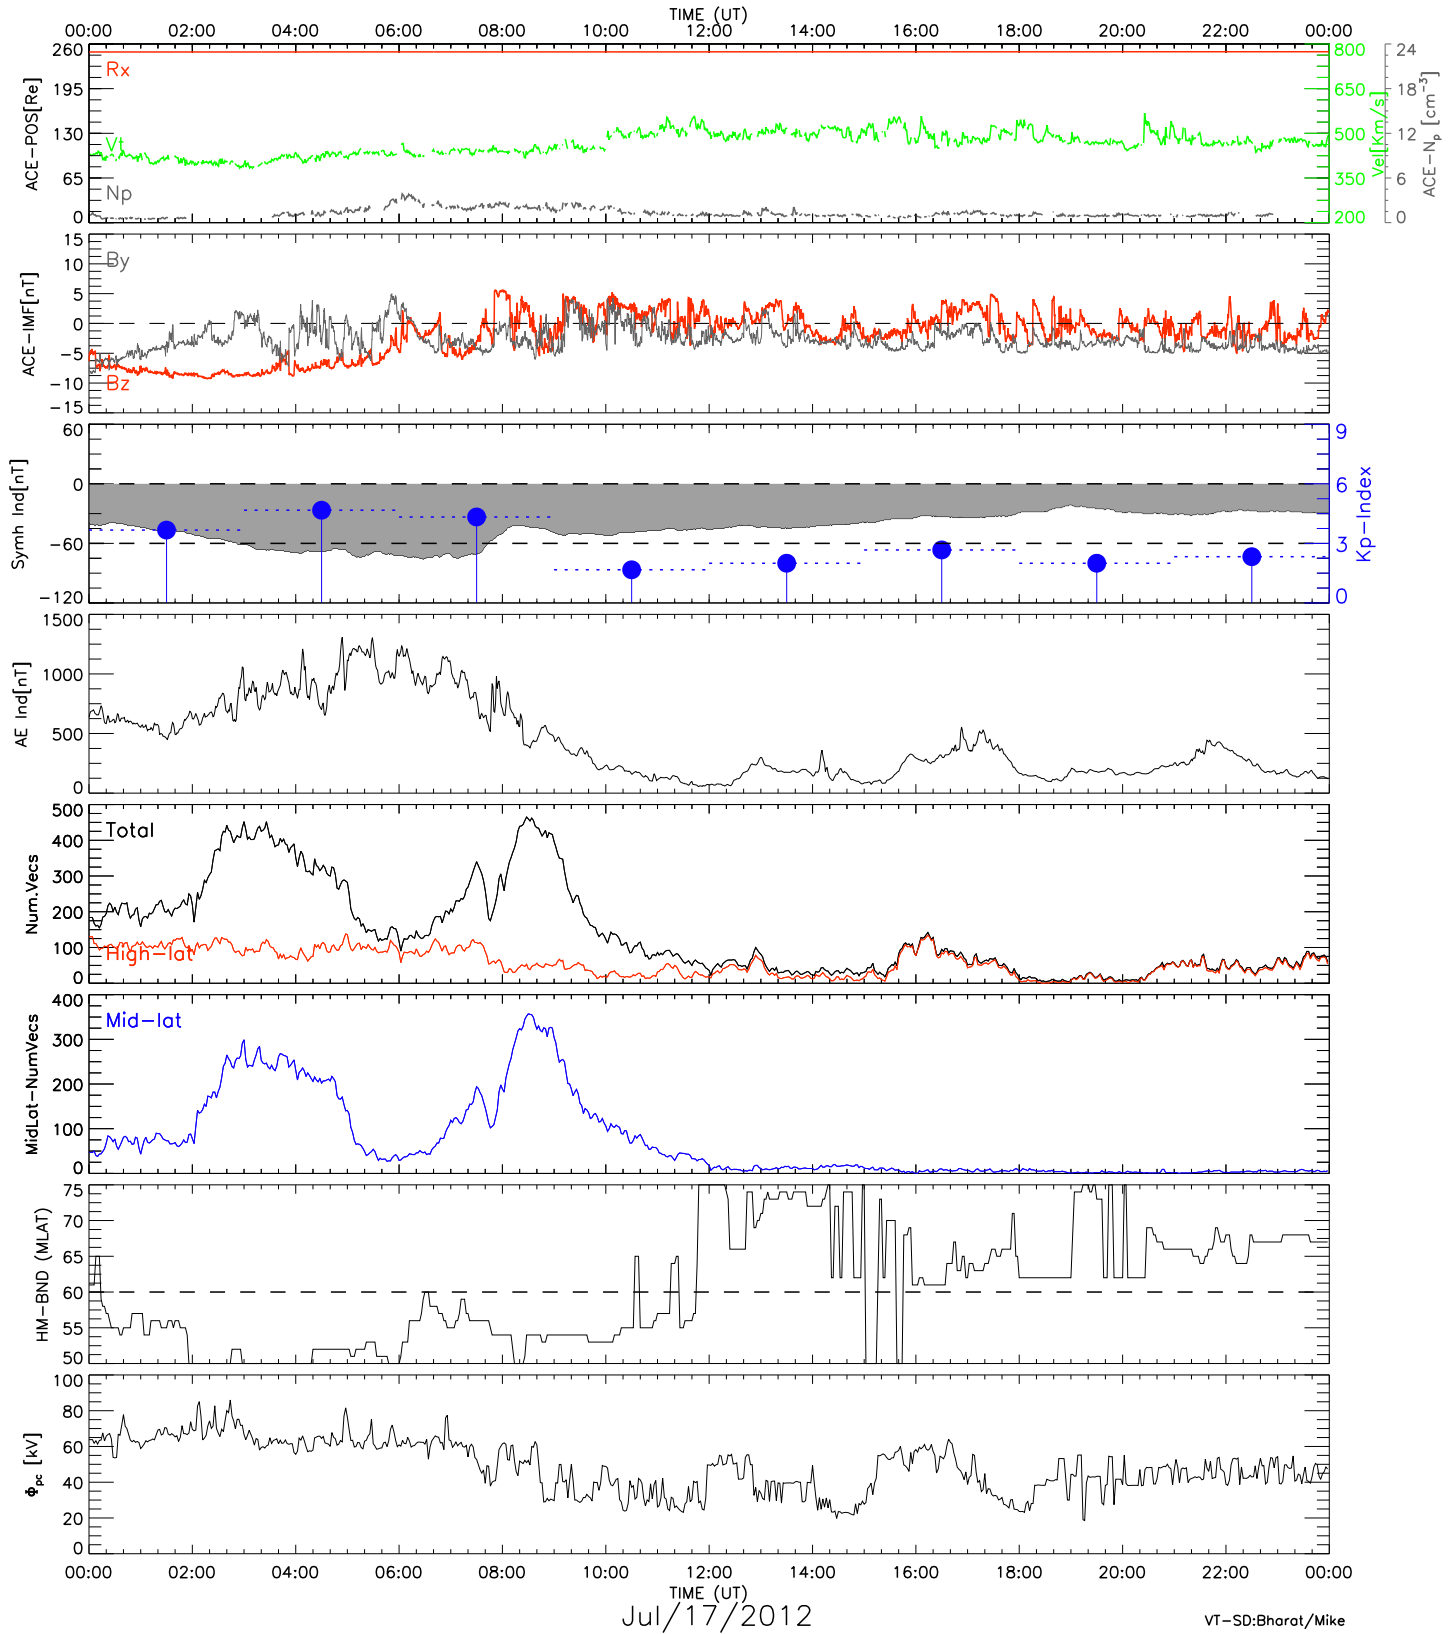 TIME (UT)
00:00 02:00 04:00 06:00 08:00 10:00 12:00 14:00 16:00 18:00 20:00 22:00 00:00
ACE-POS[Re]
260
195
130
65
0
Rx
Vt
Np
800
650
500
350
200
Vel[Km/s]
24
18
12
6
0
ACE-Np [cm-3]
ACE-IMF[nT]
15
10
5
0
-5
-10
-15
By
Bz
Symh Ind[nT]
60
0
-60
-120
9
6
3
0
Kp-Index
AE Ind[nT]
1500
1000
500
0
Num.Vecs
500
400
300
200
100
0
Total
High-lat
MidLat-NumVecs
400
300
200
100
0
Mid-lat
HM-BND (MLAT)
75
70
65
60
55
50
Φpc [kV]
100
80
60
40
20
0
00:00 02:00 04:00 06:00 08:00 10:00 12:00 14:00 16:00 18:00 20:00 22:00 00:00
TIME (UT)
Jul/17/2012
VT-SD:Bharat/Mike